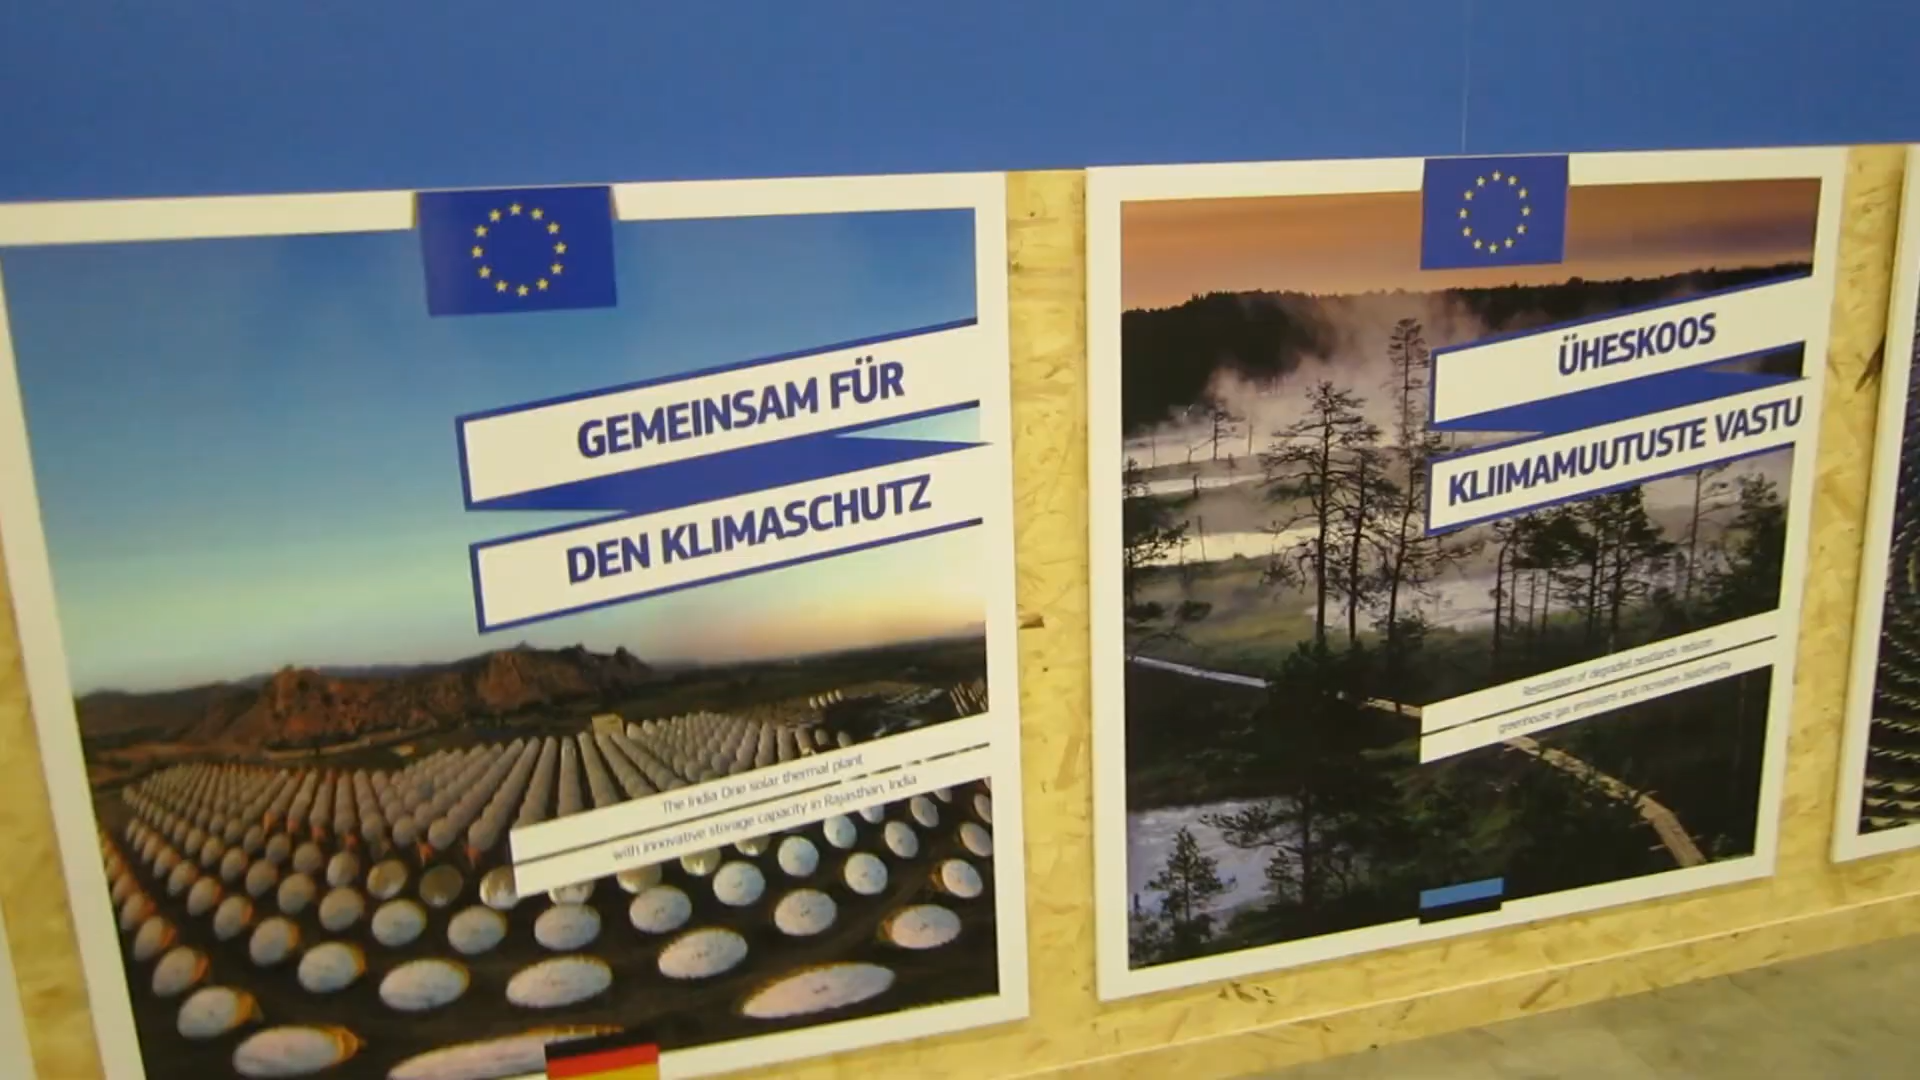 GEMEINSAM FÜR
DEN KLIMASCHUTZ
The India One solar thermal plant
with innovative storage capacity in Rajasthan, India
ÜHESKOOS
KLIIMAMUUTUSTE VASTU
Restoration of degraded peatlands reduces
greenhouse gas emissions and increases biodiversity